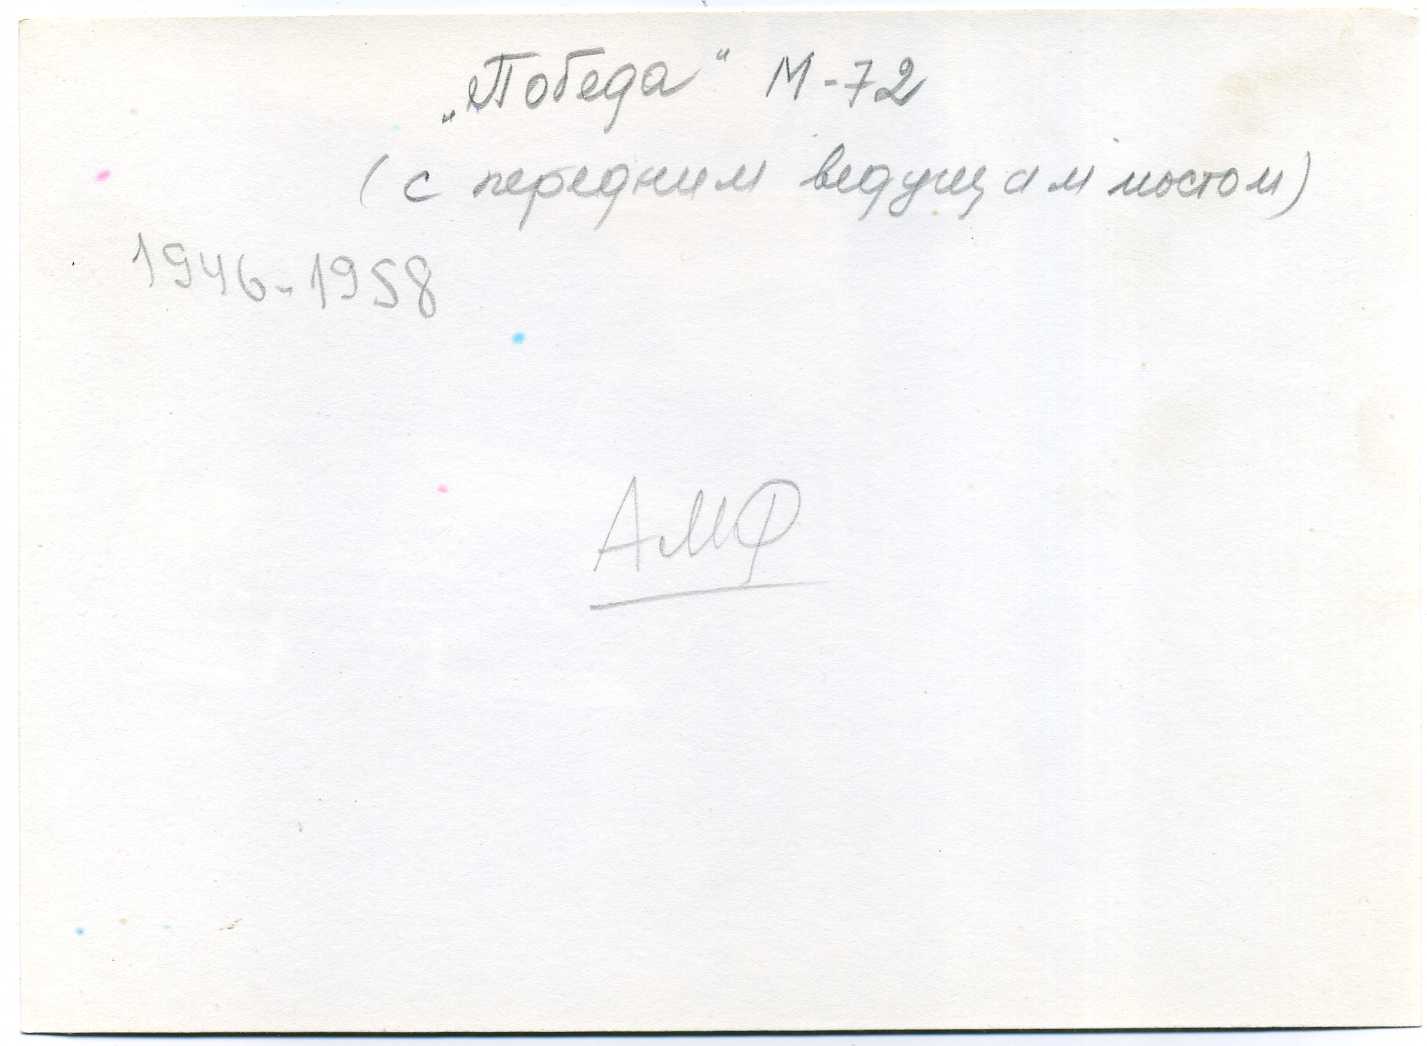 „Победа“ М-72
(с передним ведущим мостом)
1946-1958
АМФ